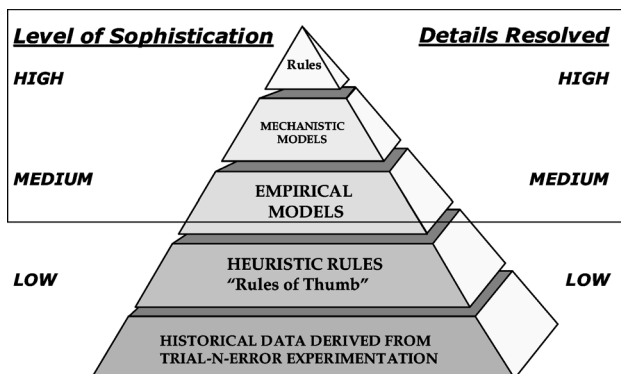 Level of Sophistication
Details Resolved
Rules
HIGH
HIGH
MECHANISTIC
MODELS
MEDIUM
MEDIUM
EMPIRICAL
MODELS
LOW
LOW
HEURISTIC RULES
“Rules of Thumb”
HISTORICAL DATA DERIVED FROM
TRIAL-N-ERROR EXPERIMENTATION